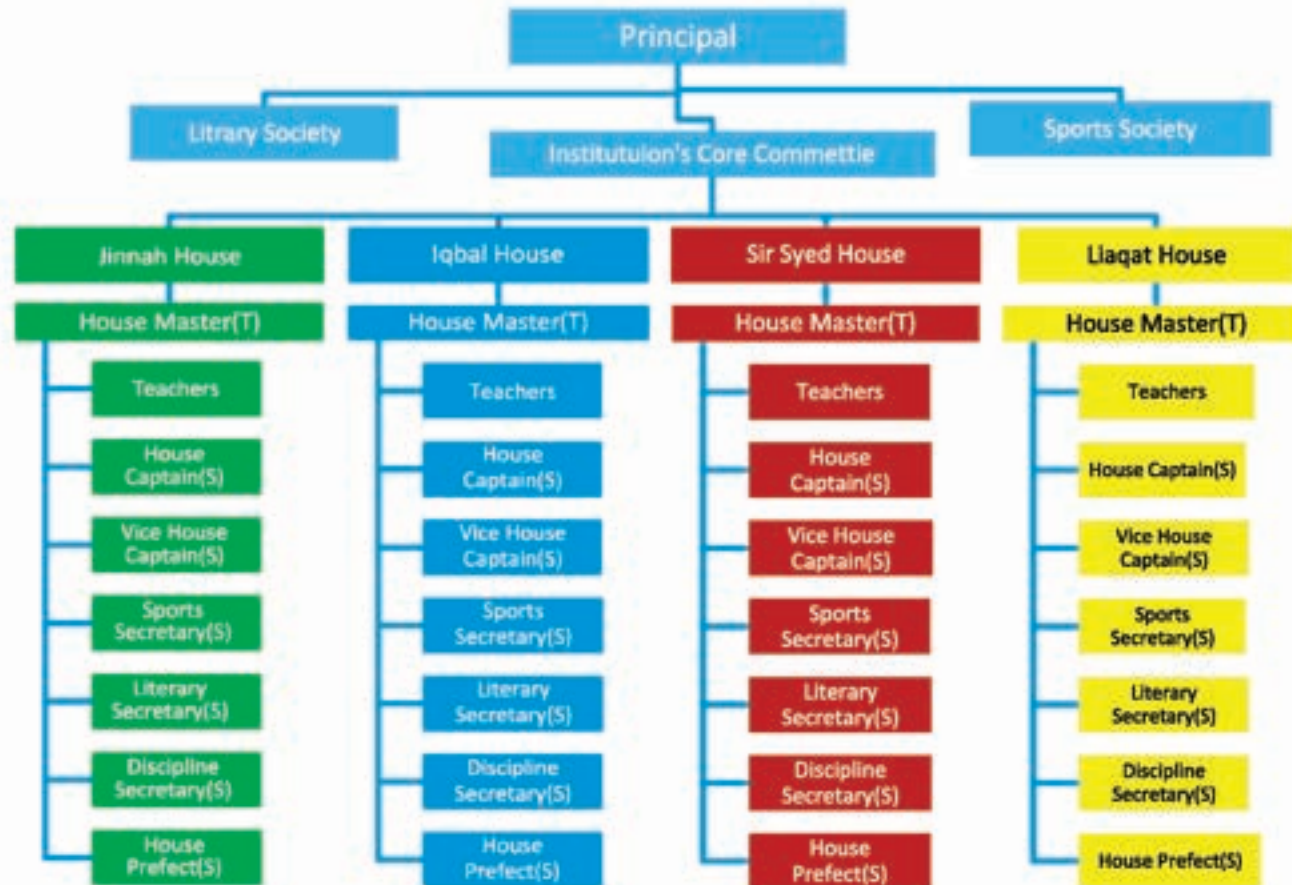 Principal
Litrary Society
Institutuion's Core Commettie
Sports Society
Jinnah House
Iqbal House
Sir Syed House
Liaqat House
House Master(T)
House Master(T)
House Master(T)
House Master(T)
Teachers
House
Captain(S)
Vice House
Captain(S)
Sports
Secretary(S)
Literary
Secretary(S)
Discipline
Secretary(S)
House
Prefect(S)
Teachers
House
Captain(S)
Vice House
Captain(S)
Sports
Secretary(S)
Literary
Secretary(S)
Discipline
Secretary(S)
House
Prefect(S)
Teachers
House
Captain(S)
Vice House
Captain(S)
Sports
Secretary(S)
Literary
Secretary(S)
Discipline
Secretary(S)
House
Prefect(S)
Teachers
House Captain(S)
Vice House
Captain(S)
Sports
Secretary(S)
Literary
Secretary(S)
Discipline
Secretary(S)
House Prefect(S)